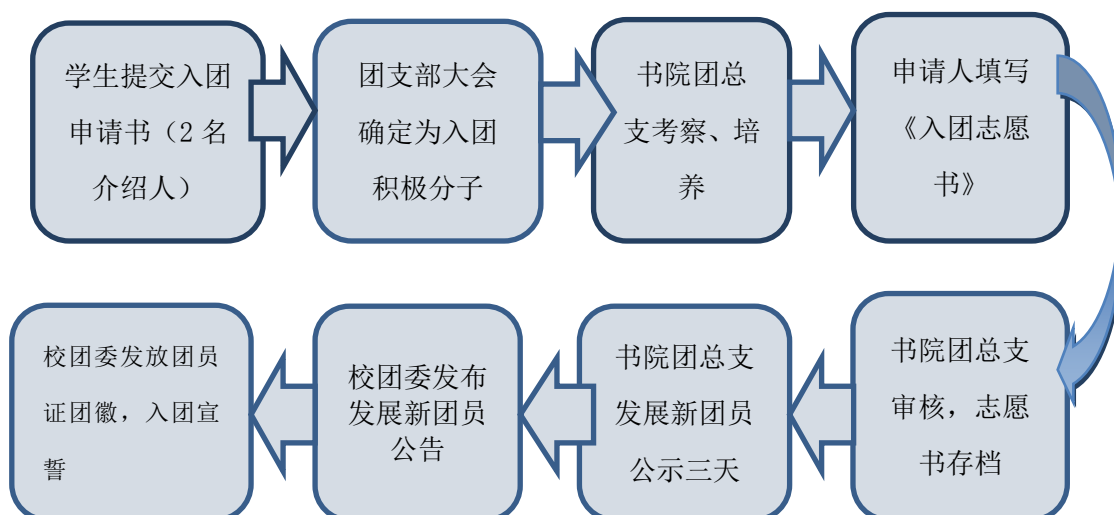 学生提交入团
申请书（2 名
介绍人）
团支部大会
确定为入团
积极分子
书院团总
支考察、培
养
申请人填写
《入团志愿
书》
书院团总支
审核，志愿
书存档
书院团总支
发展新团员
公示三天
校团委发布
发展新团员
公告
校团委发放团员
证团徽，入团宣
誓